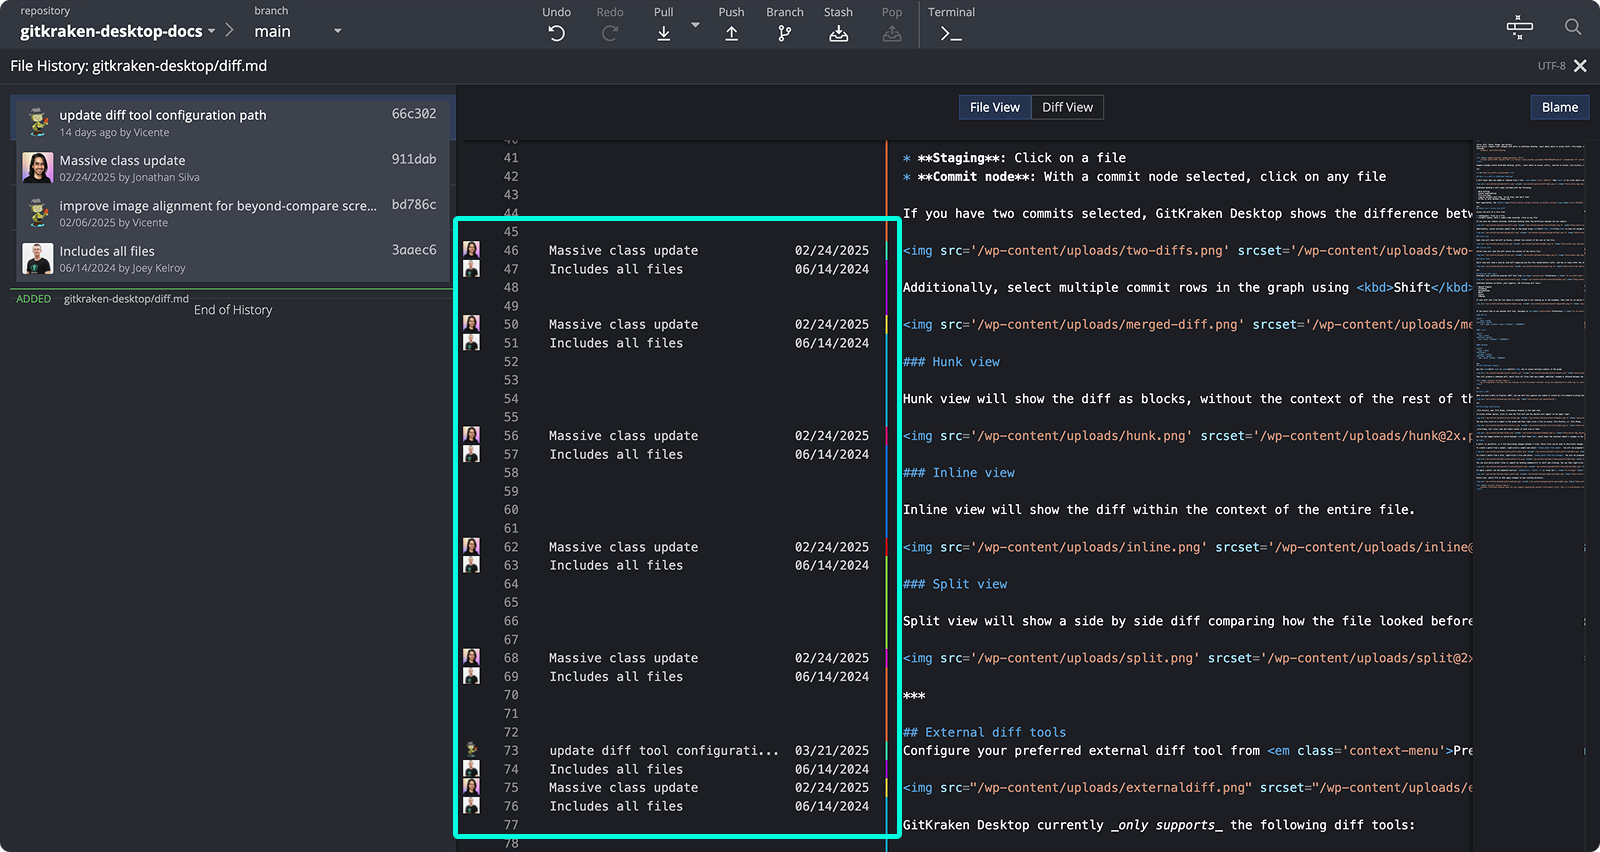 repository
gitkraken-desktop-docs
branch
main
Undo
Redo
Pull
Push
Branch
Stash
Pop
Terminal
File History: gitkraken-desktop/diff.md
UTF-8
File View
Diff View
Blame
update diff tool configuration path 66c302
14 days ago by Vicente
Massive class update 911dab
02/24/2025 by Jonathan Silva
improve image alignment for beyond-compare scre... bd786c
02/06/2025 by Vicente
Includes all files 3aaec6
06/14/2024 by Joey Kelroy
ADDED gitkraken-desktop/diff.md
End of History
40
41 * **Staging**: Click on a file
42 * **Commit node**: With a commit node selected, click on any file
43
44 If you have two commits selected, GitKraken Desktop shows the difference betw
45
46 Massive class update 02/24/2025 <img src='/wp-content/uploads/two-diffs.png' srcset='/wp-content/uploads/two-
47 Includes all files 06/14/2024
48 Additionally, select multiple commit rows in the graph using <kbd>Shift</kbd>
49
50 Massive class update 02/24/2025 <img src='/wp-content/uploads/merged-diff.png' srcset='/wp-content/uploads/me
51 Includes all files 06/14/2024
52 ### Hunk view
53
54 Hunk view will show the diff as blocks, without the context of the rest of th
55
56 Massive class update 02/24/2025 <img src='/wp-content/uploads/hunk.png' srcset='/wp-content/uploads/hunk@2x.p
57 Includes all files 06/14/2024
58 ### Inline view
59
60 Inline view will show the diff within the context of the entire file.
61
62 Massive class update 02/24/2025 <img src='/wp-content/uploads/inline.png' srcset='/wp-content/uploads/inline@
63 Includes all files 06/14/2024
64 ### Split view
65
66 Split view will show a side by side diff comparing how the file looked before
67
68 Massive class update 02/24/2025 <img src='/wp-content/uploads/split.png' srcset='/wp-content/uploads/split@2x
69 Includes all files 06/14/2024
70 ***
71
72 ## External diff tools
73 update diff tool configurati... 03/21/2025 Configure your preferred external diff tool from <em class='context-menu'>Pre
74 Includes all files 06/14/2024
75 Massive class update 02/24/2025 <img src="/wp-content/uploads/externaldiff.png" srcset="/wp-content/uploads/e
76 Includes all files 06/14/2024
77 GitKraken Desktop currently _only supports_ the following diff tools:
78